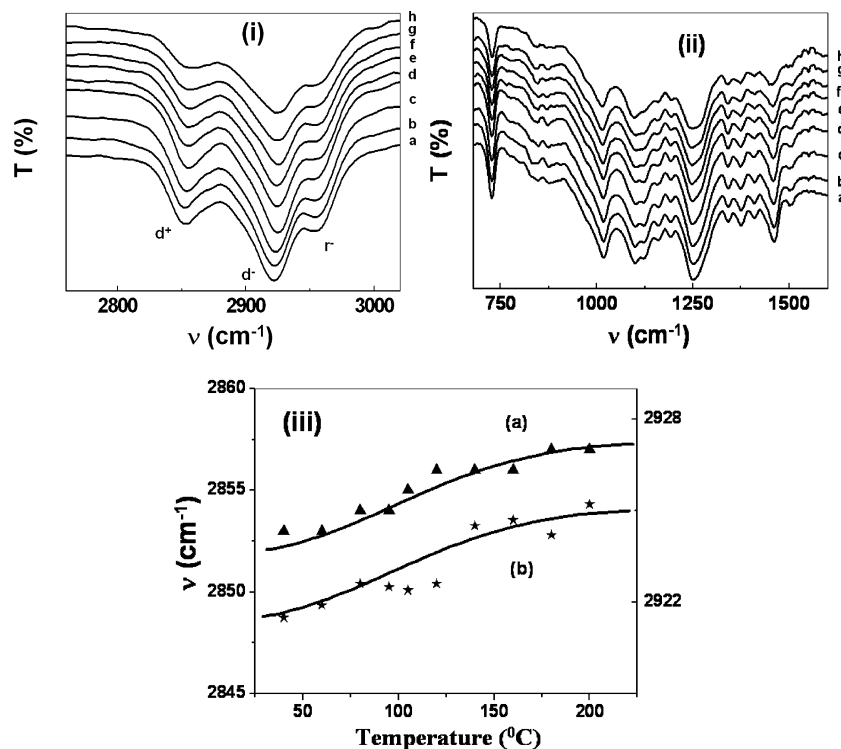 (i)
h
g
f
e
d
c
b
a
T (%)
d⁺
d⁻
r⁻
2800
2900
3000
ν (cm⁻¹)
(ii)
h
g
f
e
d
c
b
a
T (%)
750
1000
1250
1500
ν (cm⁻¹)
(iii)
(a)
(b)
2860
2855
2850
2845
ν (cm⁻¹)
2928
2922
50
100
150
200
Temperature (⁰C)